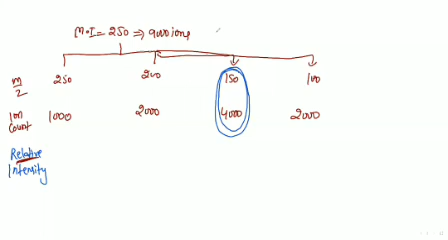 M·I = 250 ⇒ 9000 ions
m/z 250 200 150 100
Ion Count 1000 2000 4000 2000
Relative
Intensity